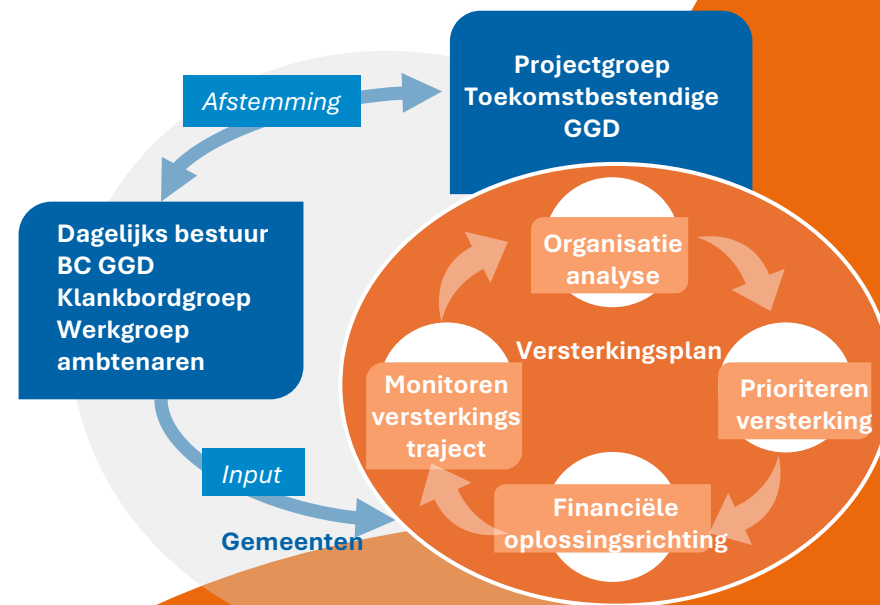 Projectgroep
Toekomstbestendige
GGD
Afstemming
Dagelijks bestuur
BC GGD
Klankbordgroep
Werkgroep
ambtenaren
Input
Gemeenten
Organisatie
analyse
Versterkingsplan
Prioriteren
versterking
Financiële
oplossingsrichting
Monitoren
versterkings
traject